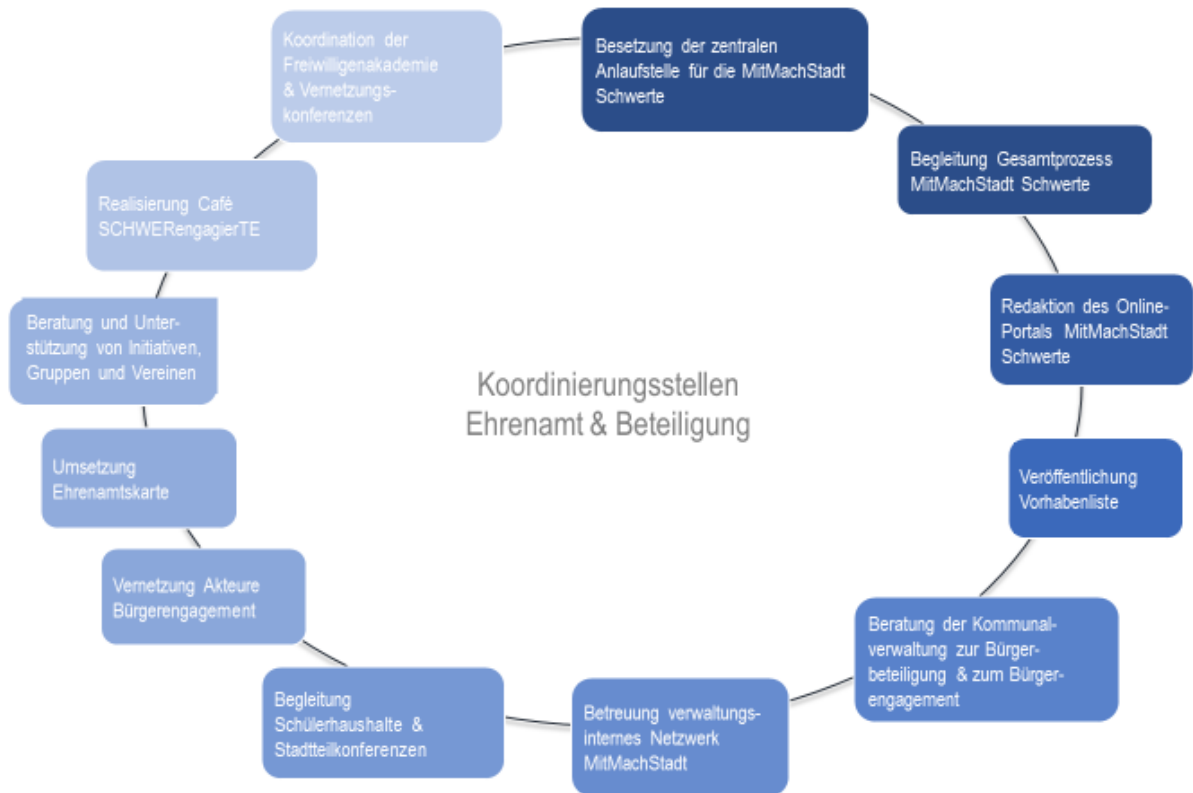 Koordination der
Freiwilligenakademie
& Vernetzungs-
konferenzen
Besetzung der zentralen
Anlaufstelle für die MitMachStadt
Schwerte
Begleitung Gesamtprozess
MitMachStadt Schwerte
Redaktion des Online-
Portals MitMachStadt
Schwerte
Veröffentlichung
Vorhabenliste
Beratung der Kommunal-
verwaltung zur Bürger-
beteiligung & zum Bürger-
engagement
Betreuung verwaltungs-
internes Netzwerk
MitMachStadt
Begleitung
Schülerhaushalte &
Stadtteilkonferenzen
Vernetzung Akteure
Bürgerengagement
Umsetzung
Ehrenamtskarte
Beratung und Unter-
stützung von Initiativen,
Gruppen und Vereinen
Realisierung Café
SCHWERengagierTE
Koordinierungsstellen
Ehrenamt & Beteiligung